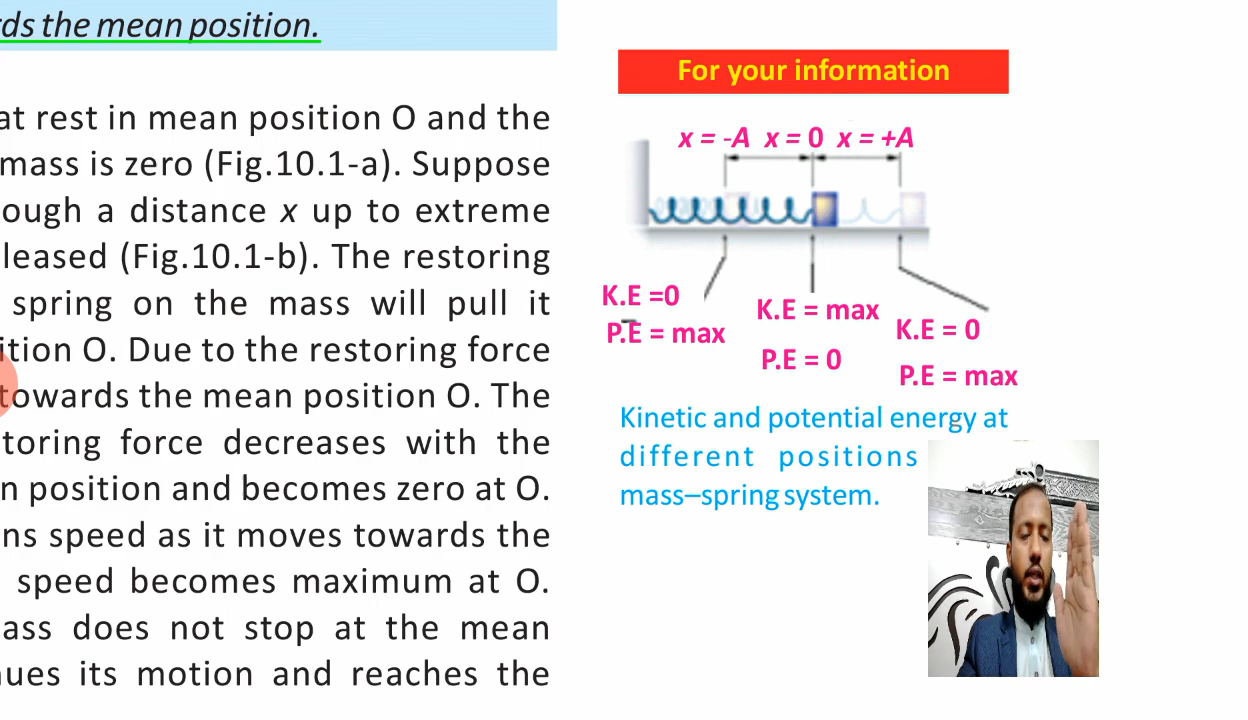 ds the mean position.
at rest in mean position O and the
mass is zero (Fig.10.1-a). Suppose
ough a distance x up to extreme
leased (Fig.10.1-b). The restoring
spring on the mass will pull it
ition O. Due to the restoring force
towards the mean position O. The
toring force decreases with the
n position and becomes zero at O.
ns speed as it moves towards the
speed becomes maximum at O.
ass does not stop at the mean
ues its motion and reaches the
For your information
x = -A x = 0 x = +A
K.E =0
P.E = max
K.E = max
P.E = 0
K.E = 0
P.E = max
Kinetic and potential energy at
different positions
mass–spring system.